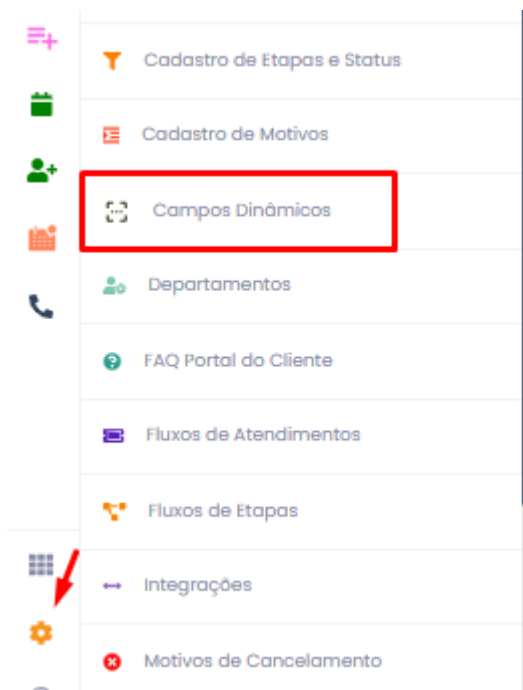 Cadastro de Etapas e Status
Cadastro de Motivos
Campos Dinâmicos
Departamentos
FAQ Portal do Cliente
Fluxos de Atendimentos
Fluxos de Etapas
Integrações
Motivos de Cancelamento